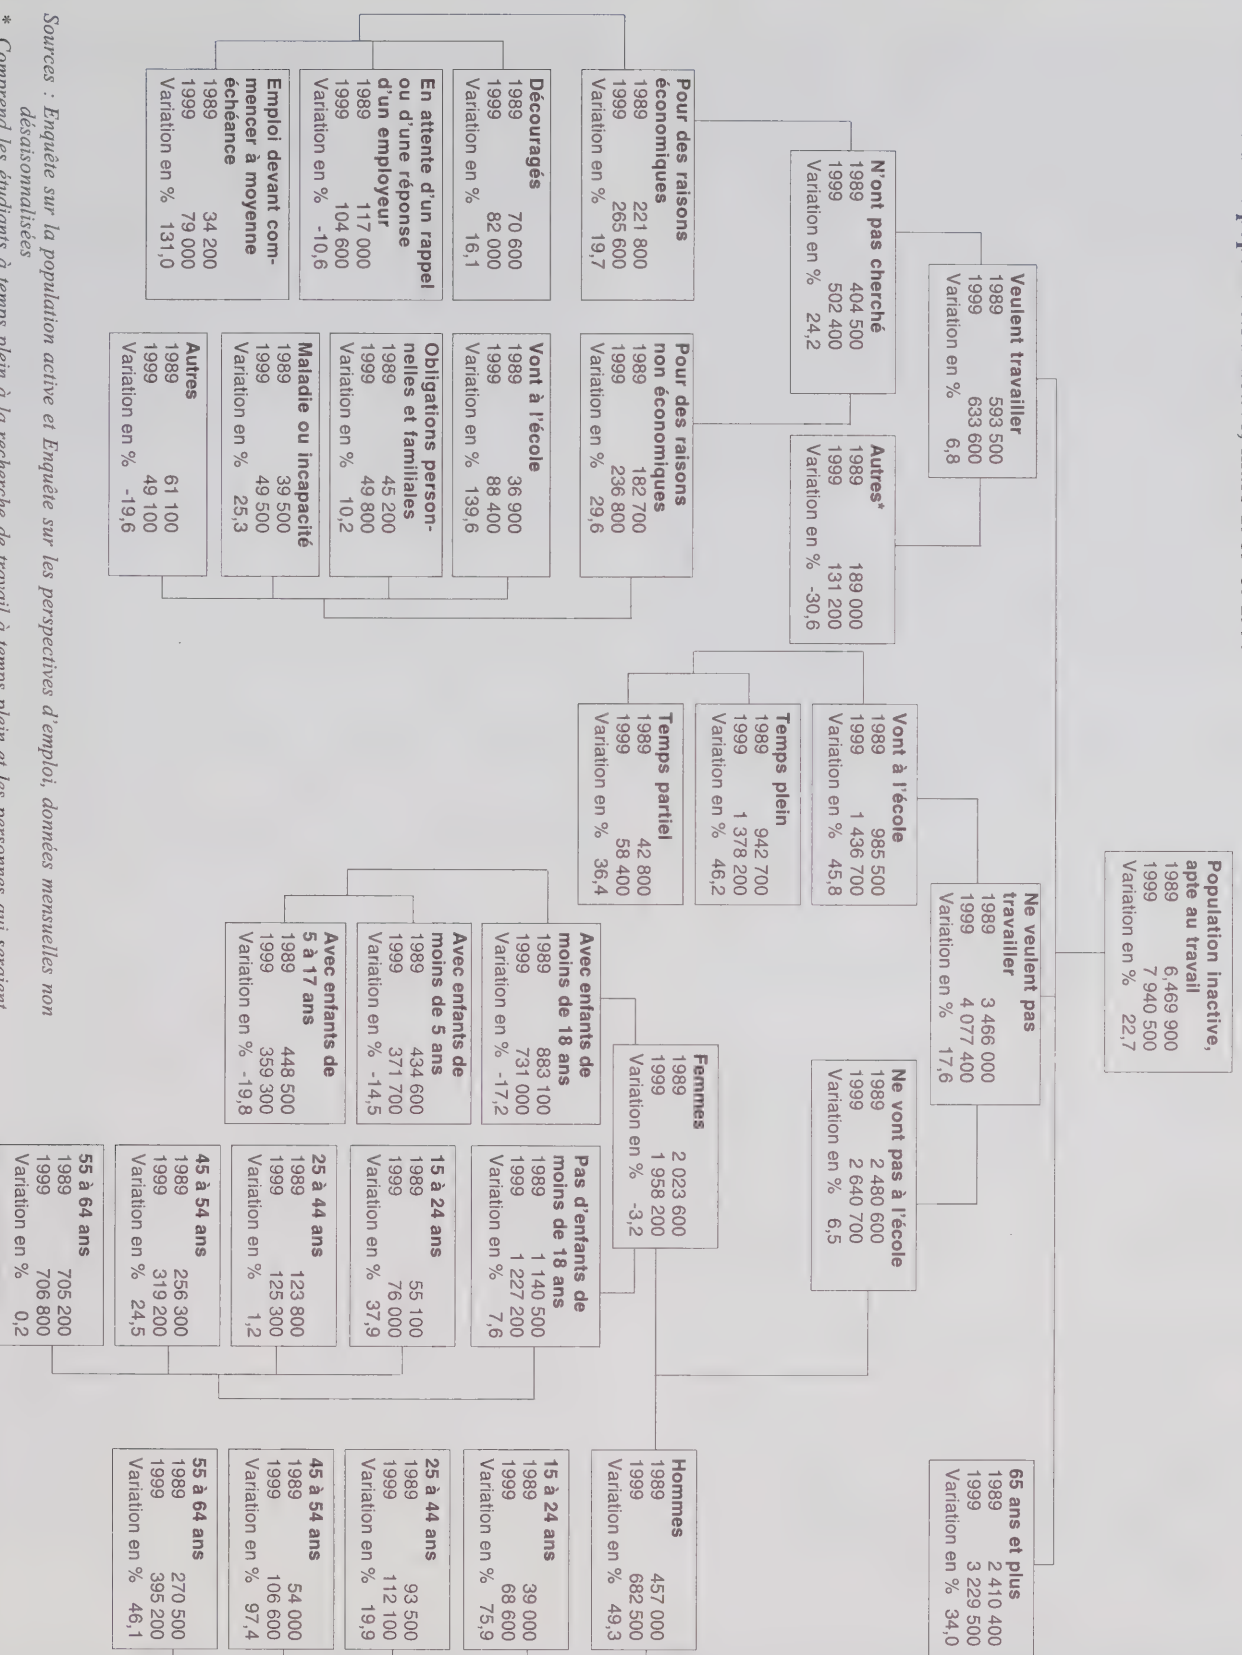 Population inactive,
apte au travail
1989 6,469 900
1999 7 940 500
Variation en % 22,7
Veulent travailler
1989 593 500
1999 633 600
Variation en % 6,8
Ne veulent pas
travailler
1989 3 466 000
1999 4 077 400
Variation en % 17,6
65 ans et plus
1989 2 410 400
1999 3 229 500
Variation en % 34,0
N'ont pas cherché
1989 404 500
1999 502 400
Variation en % 24,2
Autres*
1989 189 000
1999 131 200
Variation en % -30,6
Vont à l'école
1989 985 500
1999 1 436 700
Variation en % 45,8
Ne vont pas à l'école
1989 2 480 600
1999 2 640 700
Variation en % 6,5
Pour des raisons
économiques
1989 221 800
1999 265 600
Variation en % 19,7
Pour des raisons
non économiques
1989 182 700
1999 236 800
Variation en % 29,6
Temps plein
1989 942 700
1999 1 378 200
Variation en % 46,2
Temps partiel
1989 42 800
1999 58 400
Variation en % 36,4
Femmes
1989 2 023 600
1999 1 958 200
Variation en % -3,2
Hommes
1989 457 000
1999 682 500
Variation en % 49,3
Découragés
1989 70 600
1999 82 000
Variation en % 16,1
En attente d'un rappel
ou d'une réponse
d'un employeur
1989 117 000
1999 104 600
Variation en % -10,6
Emploi devant com-
mencer à moyenne
échéance
1989 34 200
1999 79 000
Variation en % 131,0
Vont à l'école
1989 36 900
1999 88 400
Variation en % 139,6
Obligations person-
nelles et familiales
1989 45 200
1999 49 800
Variation en % 10,2
Maladie ou incapacité
1989 39 500
1999 49 500
Variation en % 25,3
Autres
1989 61 100
1999 49 100
Variation en % -19,6
Avec enfants de
moins de 18 ans
1989 883 100
1999 731 000
Variation en % -17,2
Avec enfants de
moins de 5 ans
1989 434 600
1999 371 700
Variation en % -14,5
Avec enfants de
5 à 17 ans
1989 448 500
1999 359 300
Variation en % -19,8
Pas d'enfants de
moins de 18 ans
1989 1 140 500
1999 1 227 200
Variation en % 7,6
15 à 24 ans
1989 55 100
1999 76 000
Variation en % 37,9
25 à 44 ans
1989 123 800
1999 125 300
Variation en % 1,2
45 à 54 ans
1989 256 300
1999 319 200
Variation en % 24,5
55 à 64 ans
1989 705 200
1999 706 800
Variation en % 0,2
15 à 24 ans
1989 39 000
1999 68 600
Variation en % 75,9
25 à 44 ans
1989 93 500
1999 112 100
Variation en % 19,9
45 à 54 ans
1989 54 000
1999 106 600
Variation en % 97,4
55 à 64 ans
1989 270 500
1999 395 200
Variation en % 46,1
Sources : Enquête sur la population active et Enquête sur les perspectives d'emploi, données mensuelles non
désaisonnalisées
* Comprend les étudiants à temps plein à la recherche de travail à temps plein et les personnes qui seraient